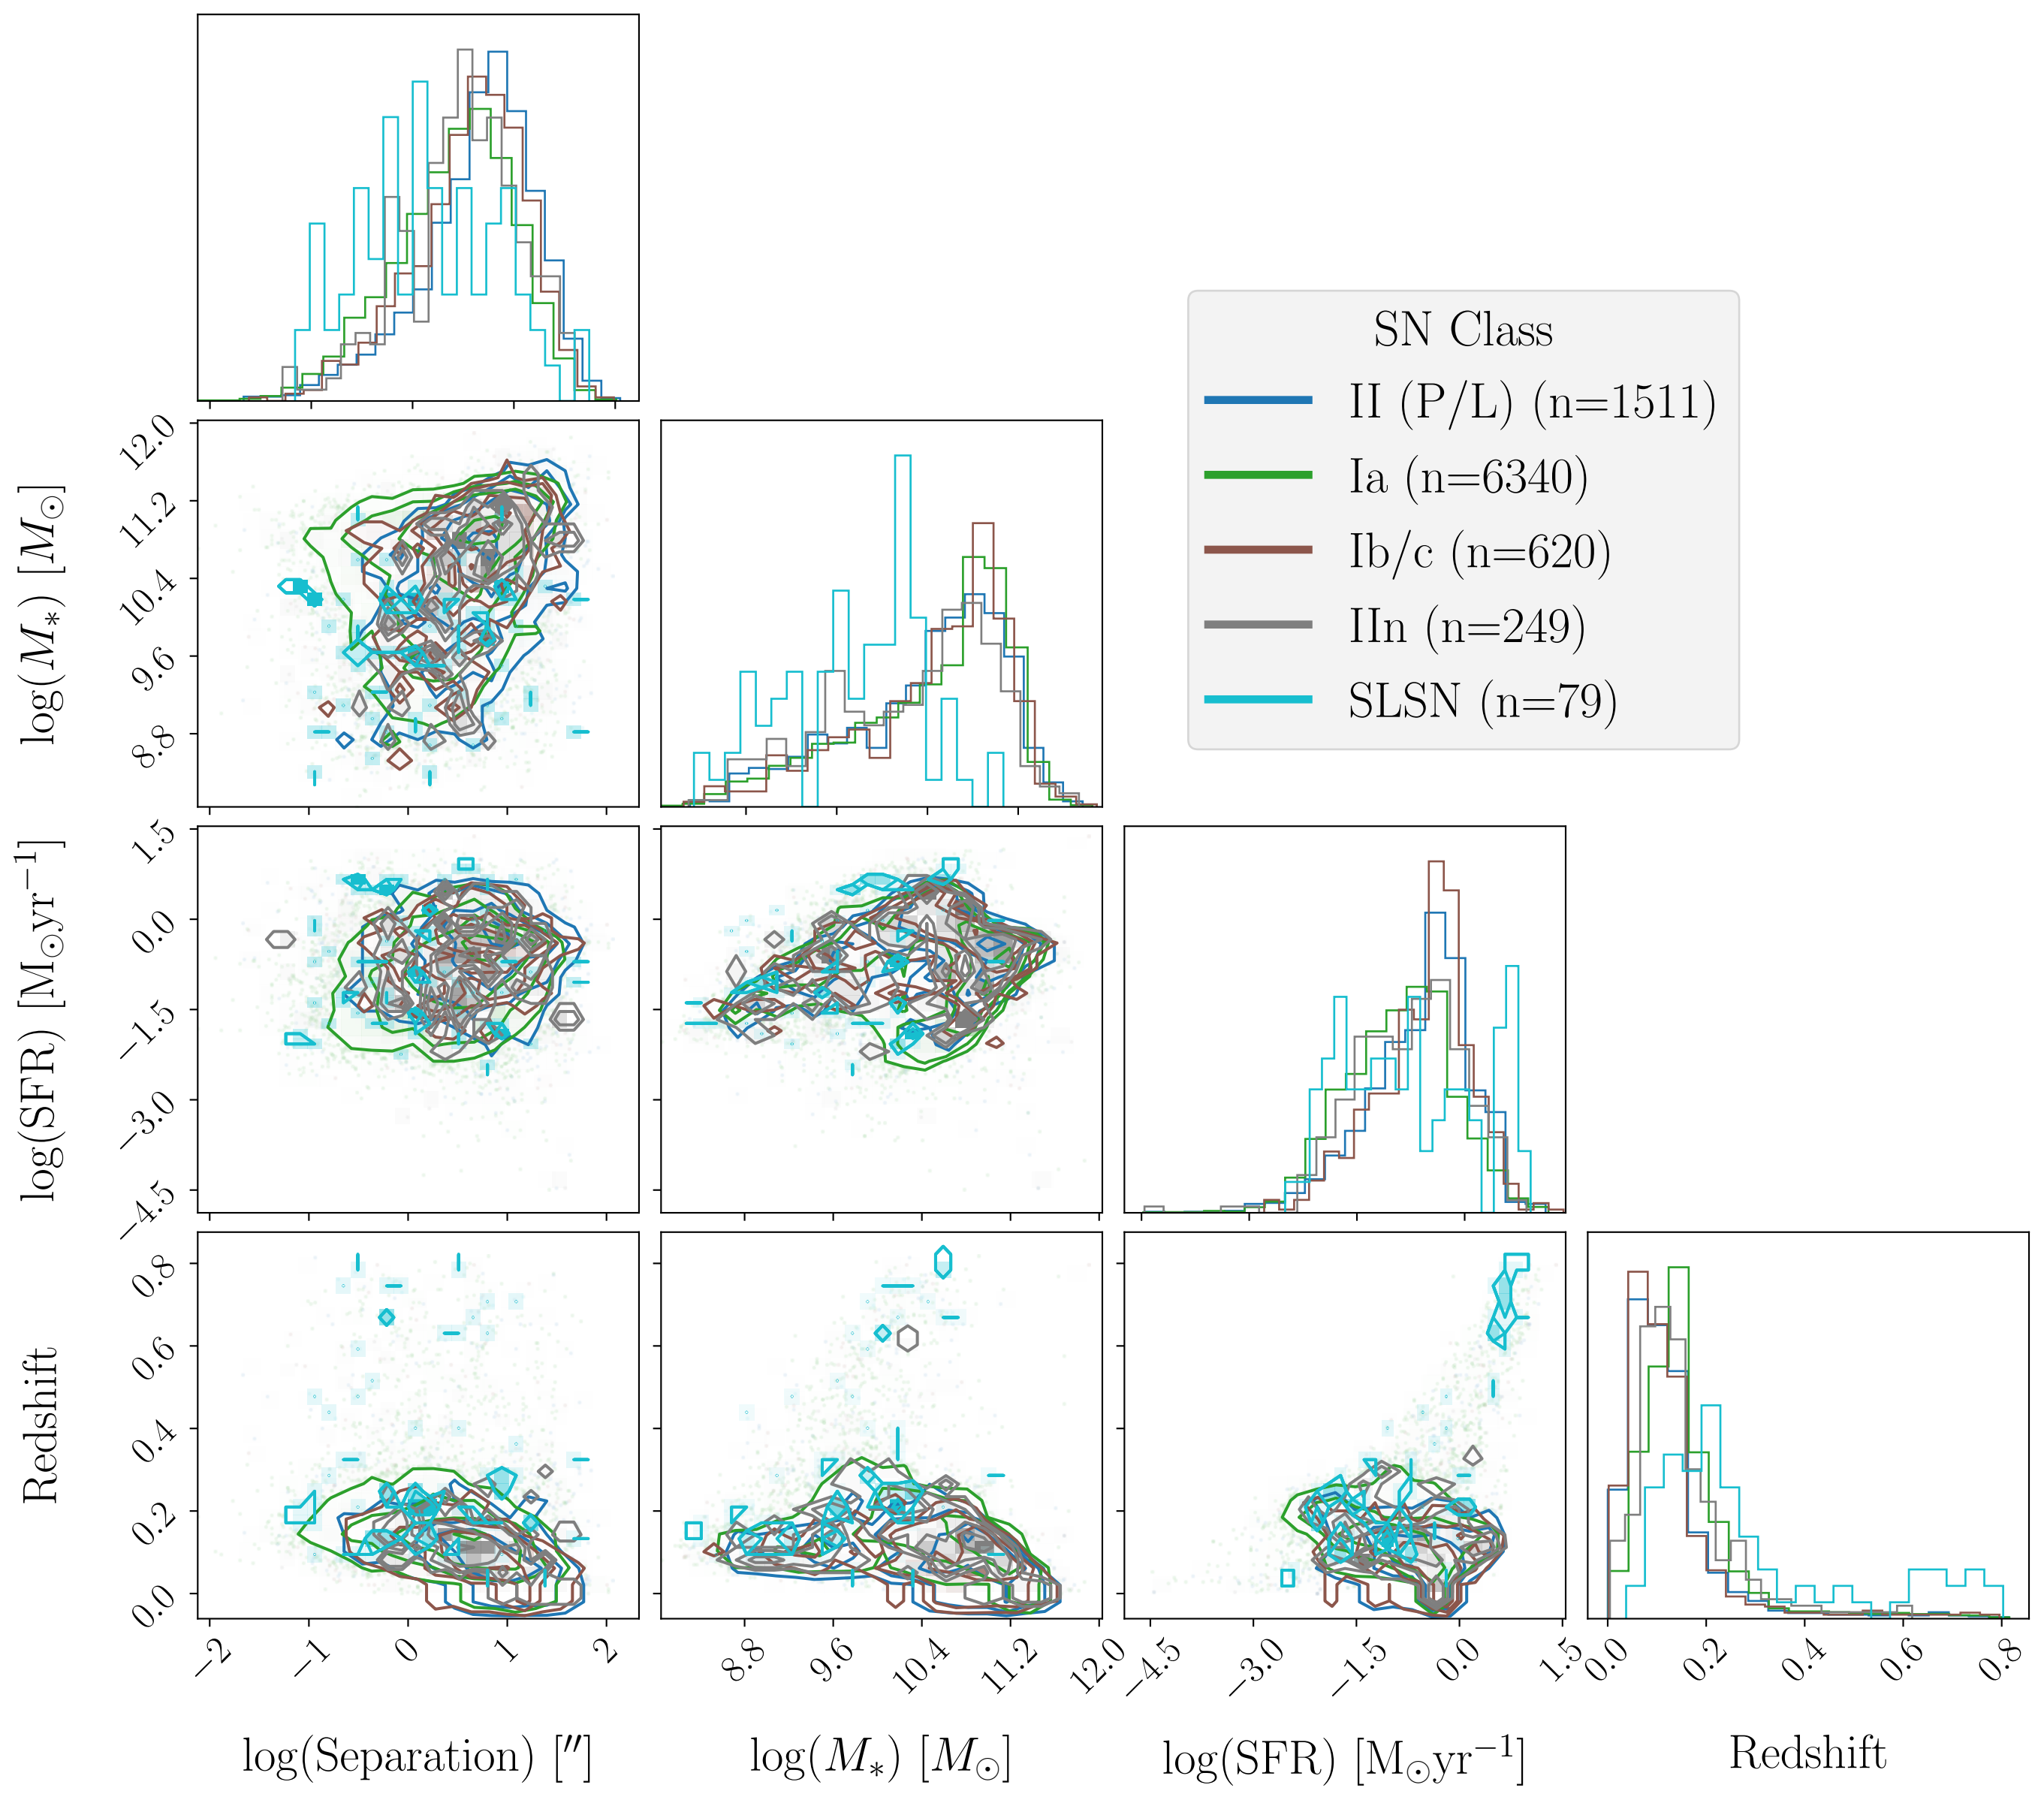 SN Class
II (P/L) (n=1511)
Ia (n=6340)
Ib/c (n=620)
IIn (n=249)
SLSN (n=79)
log(M*) [M⊙]
12.0
11.2
10.4
9.6
8.8
log(SFR) [M⊙yr⁻¹]
1.5
0.0
−1.5
−3.0
−4.5
Redshift
0.8
0.6
0.4
0.2
0.0
−2 −1 0 1 2
8.8 9.6 10.4 11.2 12.0
−4.5 −3.0 −1.5 0.0 1.5
0.0 0.2 0.4 0.6 0.8
log(Separation) [″]
log(M*) [M⊙]
log(SFR) [M⊙yr⁻¹]
Redshift